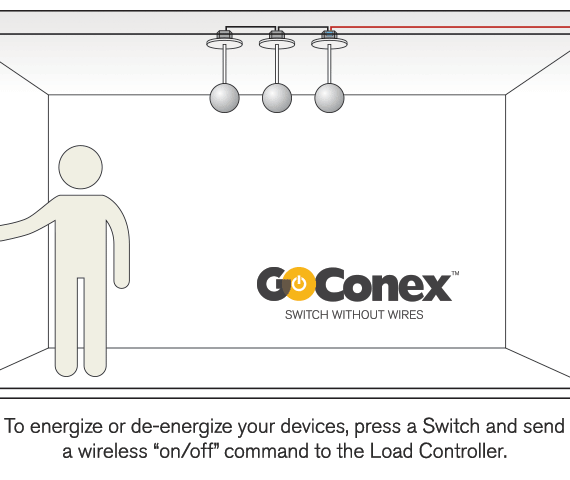 GoConex™
SWITCH WITHOUT WIRES
To energize or de-energize your devices, press a Switch and send
a wireless “on/off” command to the Load Controller.